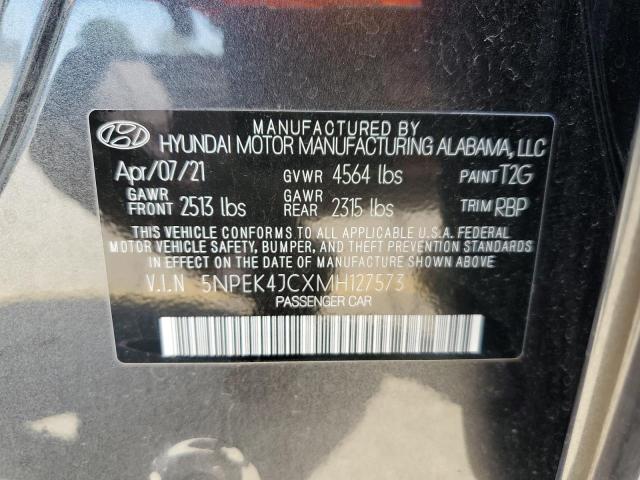 MANUFACTURED BY
HYUNDAI MOTOR MANUFACTURING ALABAMA, LLC
Apr/07/21 GVWR 4564 lbs PAINT T2G
GAWR FRONT 2513 lbs GAWR REAR 2315 lbs TRIM RBP
THIS VEHICLE CONFORMS TO ALL APPLICABLE U.S.A. FEDERAL
MOTOR VEHICLE SAFETY, BUMPER, AND THEFT PREVENTION STANDARDS
IN EFFECT ON THE DATE OF MANUFACTURE SHOWN ABOVE.
V.I.N 5NPEK4JCXMH127573
PASSENGER CAR